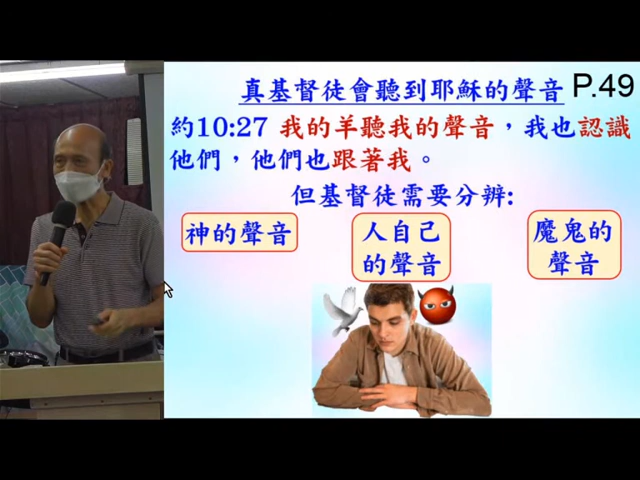 真基督徒會聽到耶穌的聲音 P.49
約10:27 我的羊聽我的聲音，我也認識
他們，他們也跟著我。
但基督徒需要分辨:
神的聲音
人自己
的聲音
魔鬼的
聲音